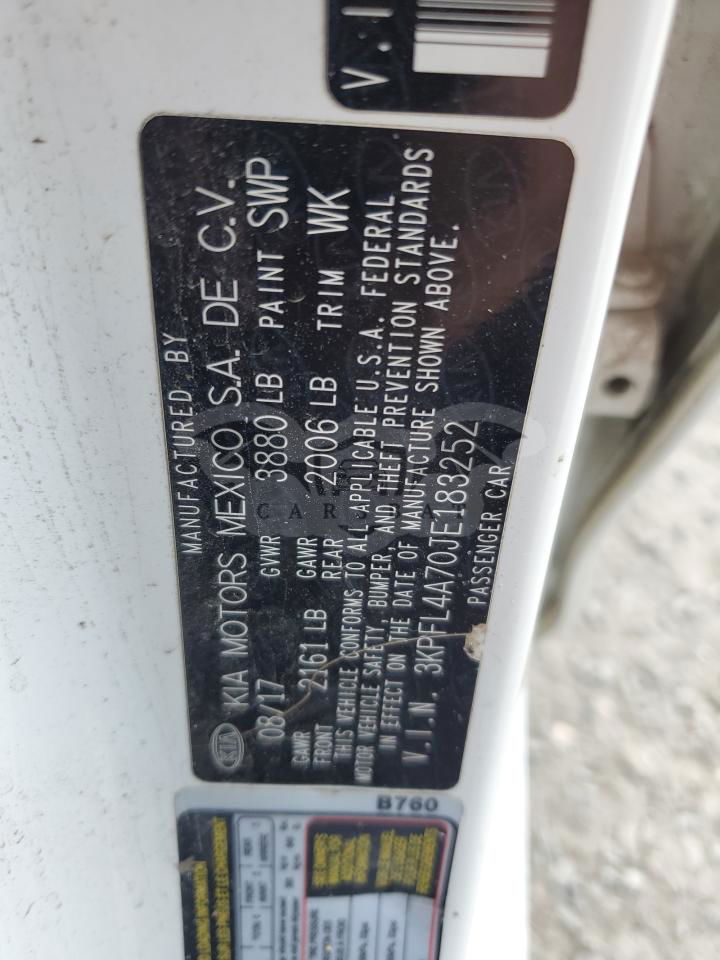 V.I
MANUFACTURED BY
KIA MOTORS MEXICO S.A. DE C.V.
08/17 GVWR 3880 LB PAINT SWP
GAWR FRONT 2161 LB GAWR REAR 2006 LB TRIM WK
THIS VEHICLE CONFORMS TO ALL APPLICABLE U.S.A. FEDERAL
MOTOR VEHICLE SAFETY, BUMPER, AND THEFT PREVENTION STANDARDS
IN EFFECT ON THE DATE OF MANUFACTURE SHOWN ABOVE.
V.I.N. 3KPFL4A70JE183252
PASSENGER CAR
KIA
B760